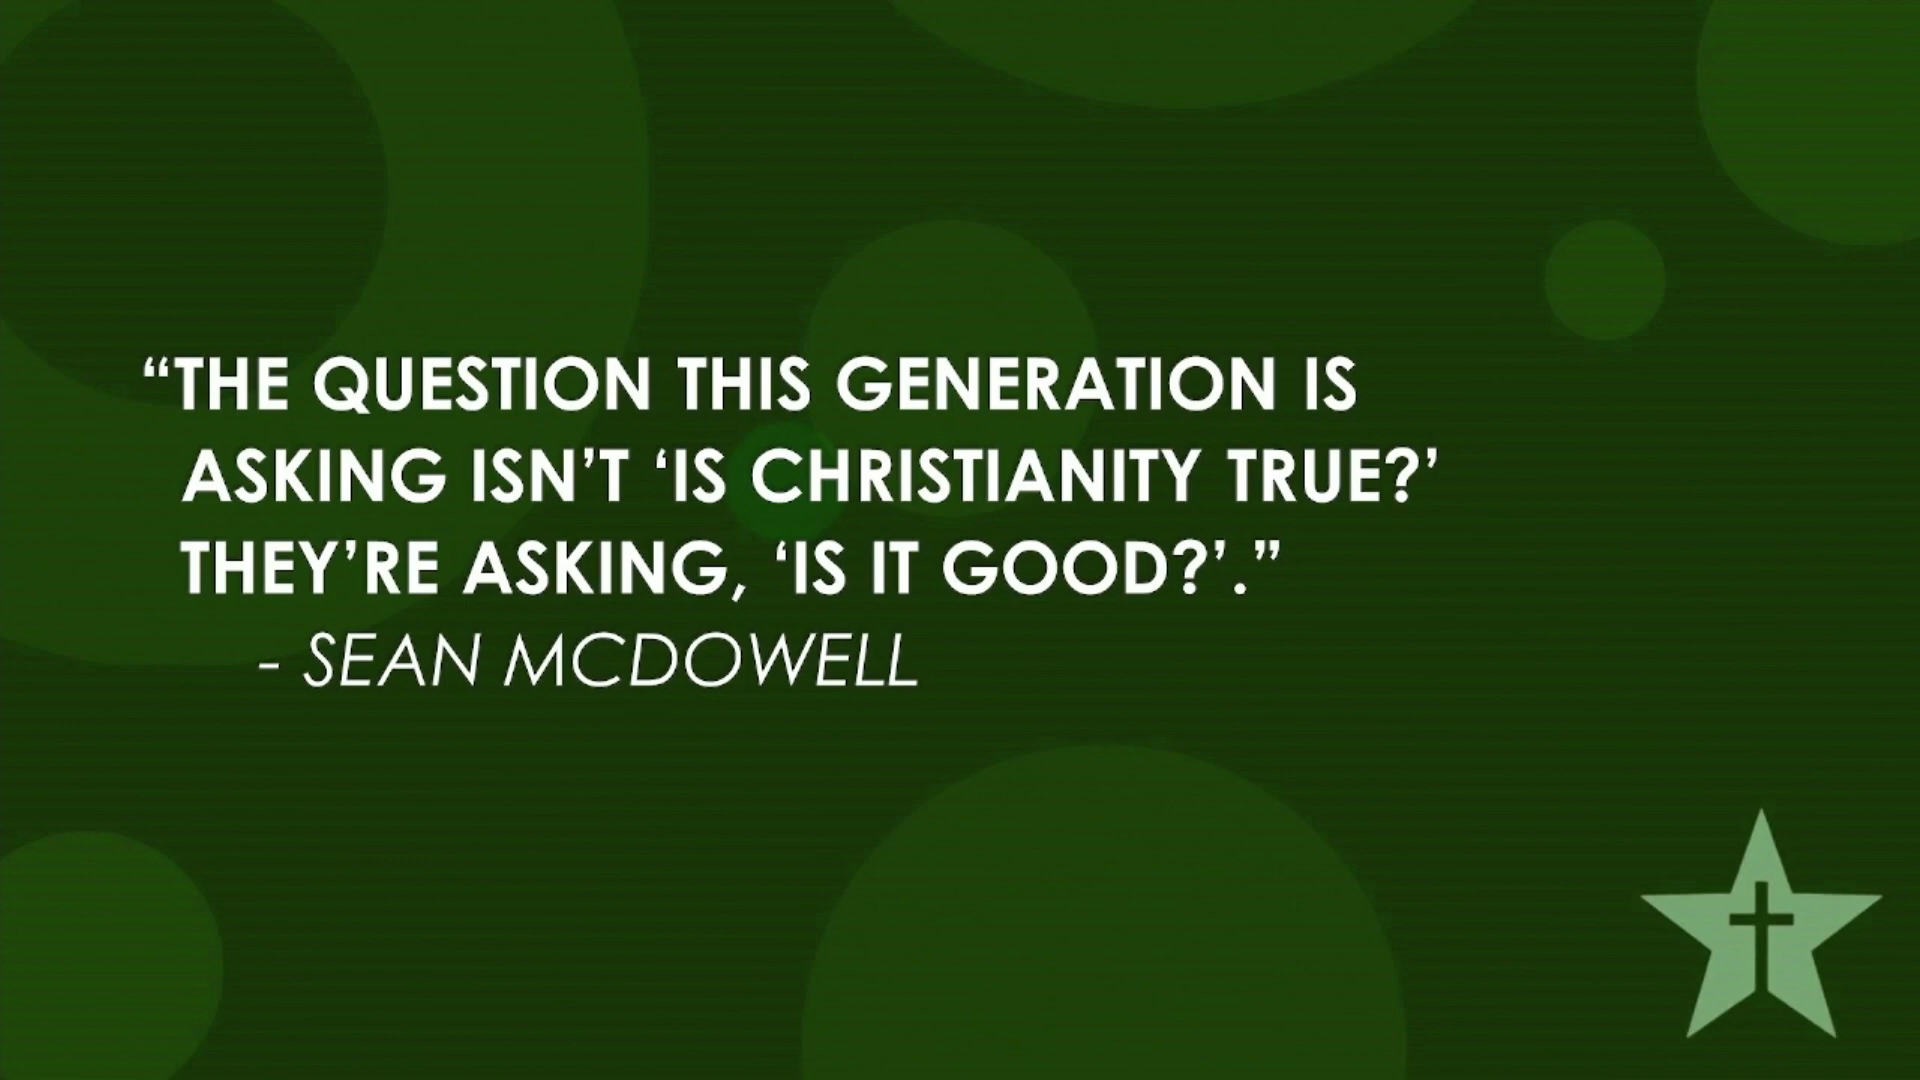 “THE QUESTION THIS GENERATION IS
ASKING ISN’T ‘IS CHRISTIANITY TRUE?’
THEY’RE ASKING, ‘IS IT GOOD?’.”
- SEAN MCDOWELL